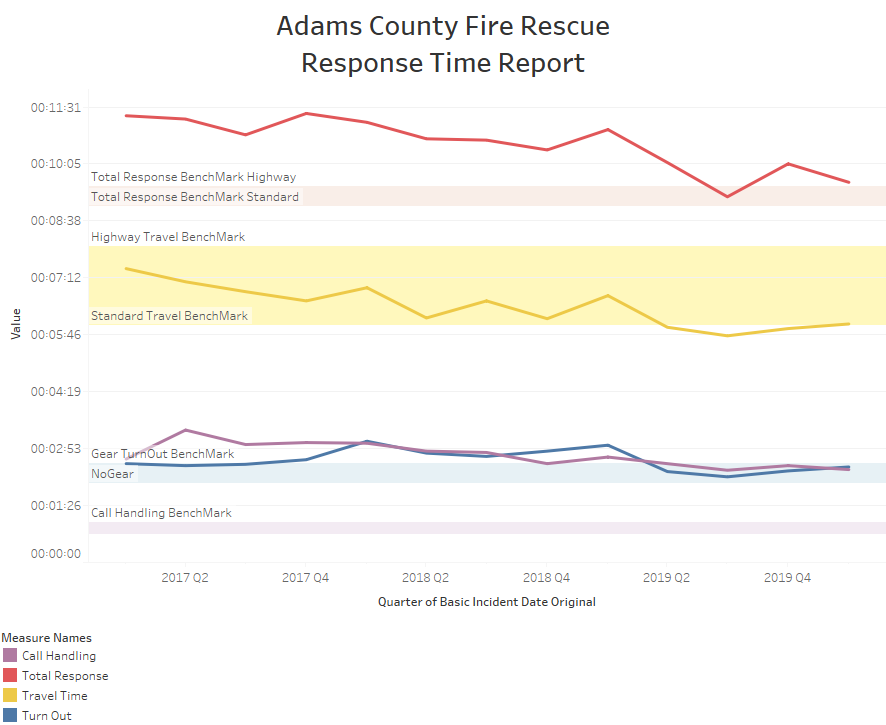 Adams County Fire Rescue
Response Time Report
00:11:31
00:10:05
Total Response BenchMark Highway
Total Response BenchMark Standard
00:08:38
Highway Travel BenchMark
00:07:12
Standard Travel BenchMark
00:05:46
00:04:19
00:02:53
Gear TurnOut BenchMark
NoGear
00:01:26
Call Handling BenchMark
00:00:00
Value
2017 Q2
2017 Q4
2018 Q2
2018 Q4
2019 Q2
2019 Q4
Quarter of Basic Incident Date Original
Measure Names
Call Handling
Total Response
Travel Time
Turn Out